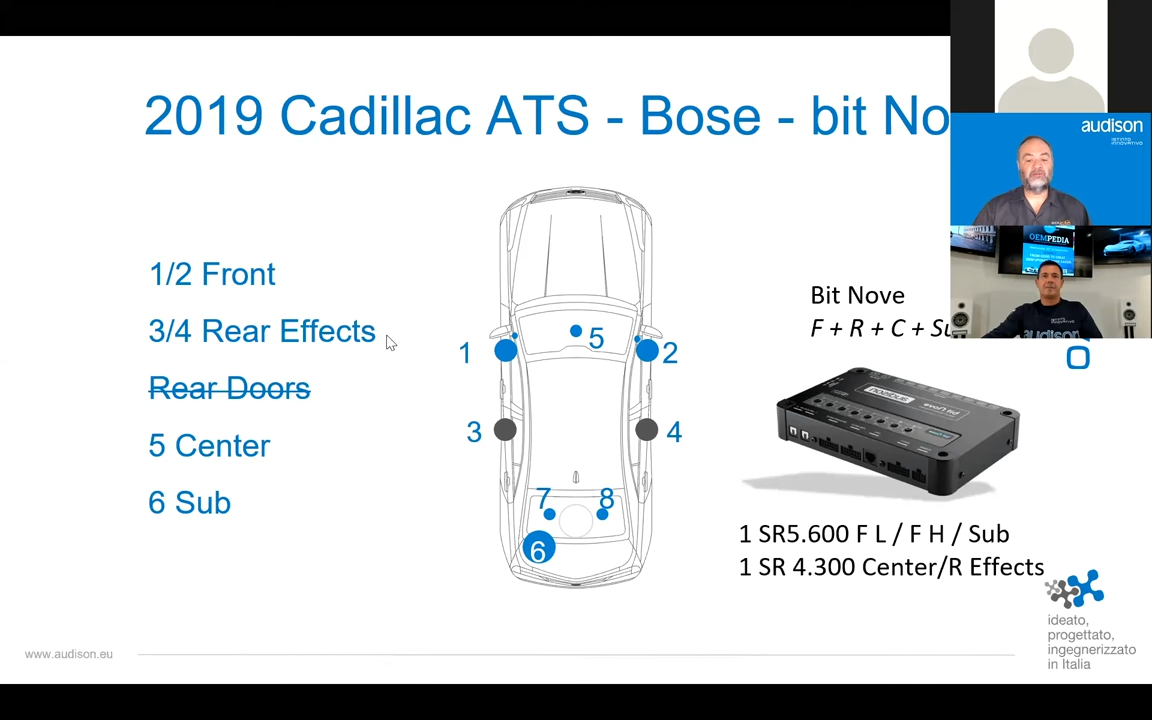 2019 Cadillac ATS - Bose - bit No
1/2 Front
3/4 Rear Effects
Rear Doors
5 Center
6 Sub
1
2
3
4
5
7
8
6
Bit Nove
F + R + C + Su
1 SR5.600 F L / F H / Sub
1 SR 4.300 Center/R Effects
audison
OEMPEDIA
audison
ideato,
progettato,
ingegnerizzato
in Italia
www.audison.eu